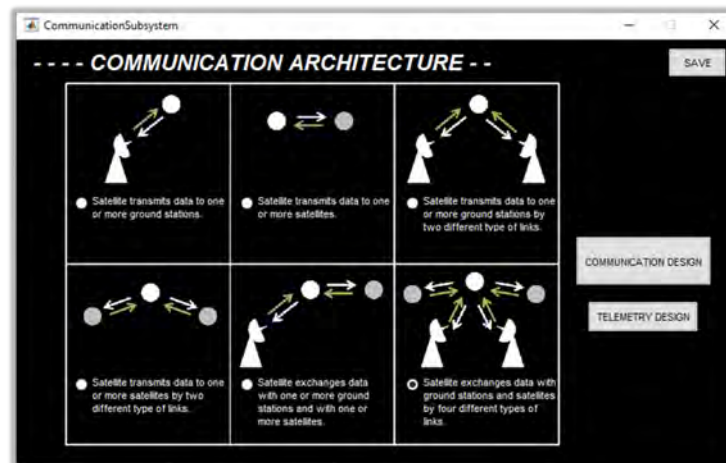 CommunicationSubsystem
- - - - COMMUNICATION ARCHITECTURE - -
SAVE
Satellite transmits data to one
or more ground stations.
Satellite transmits data to one
or more satellites.
Satellite transmits data to one
or more ground stations by
two different type of links.
COMMUNICATION DESIGN
TELEMETRY DESIGN
Satellite transmits data to one
or more satellites by two
different type of links.
Satellite exchanges data
with one or more ground
stations and with one or
more satellites.
Satellite exchanges data with
ground stations and satellites
by four different types of
links.